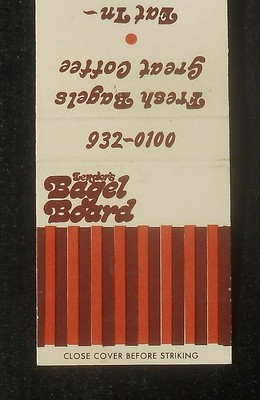 Eat In-
Great Coffee
Fresh Bagels
932-0100
Lender's
Bagel
Board
CLOSE COVER BEFORE STRIKING